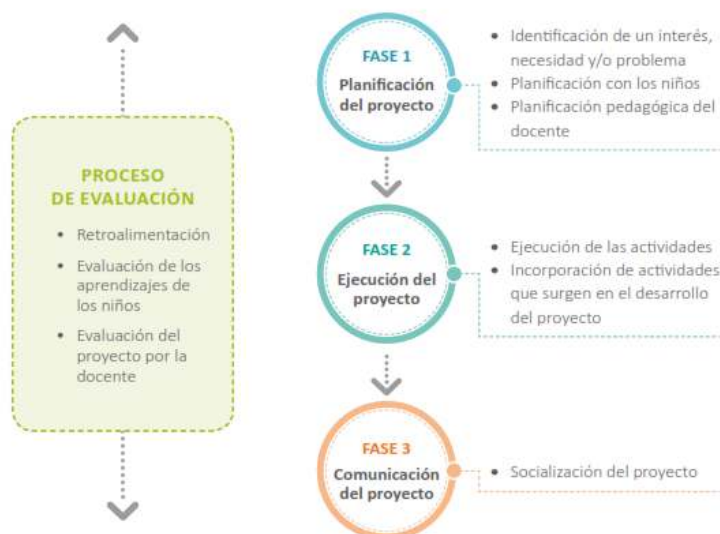 PROCESO
DE EVALUACIÓN
• Retroalimentación
• Evaluación de los
aprendizajes de
los niños
• Evaluación del
proyecto por la
docente
FASE 1
Planificación
del proyecto
• Identificación de un interés,
necesidad y/o problema
• Planificación con los niños
• Planificación pedagógica del
docente
FASE 2
Ejecución del
proyecto
• Ejecución de las actividades
• Incorporación de actividades
que surgen en el desarrollo
del proyecto
FASE 3
Comunicación
del proyecto
• Socialización del proyecto